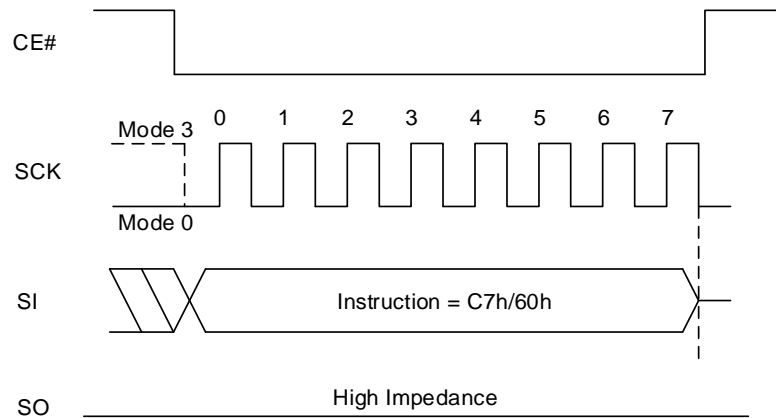 CE#
Mode 3 0 1 2 3 4 5 6 7
SCK
Mode 0
SI Instruction = C7h/60h
SO High Impedance